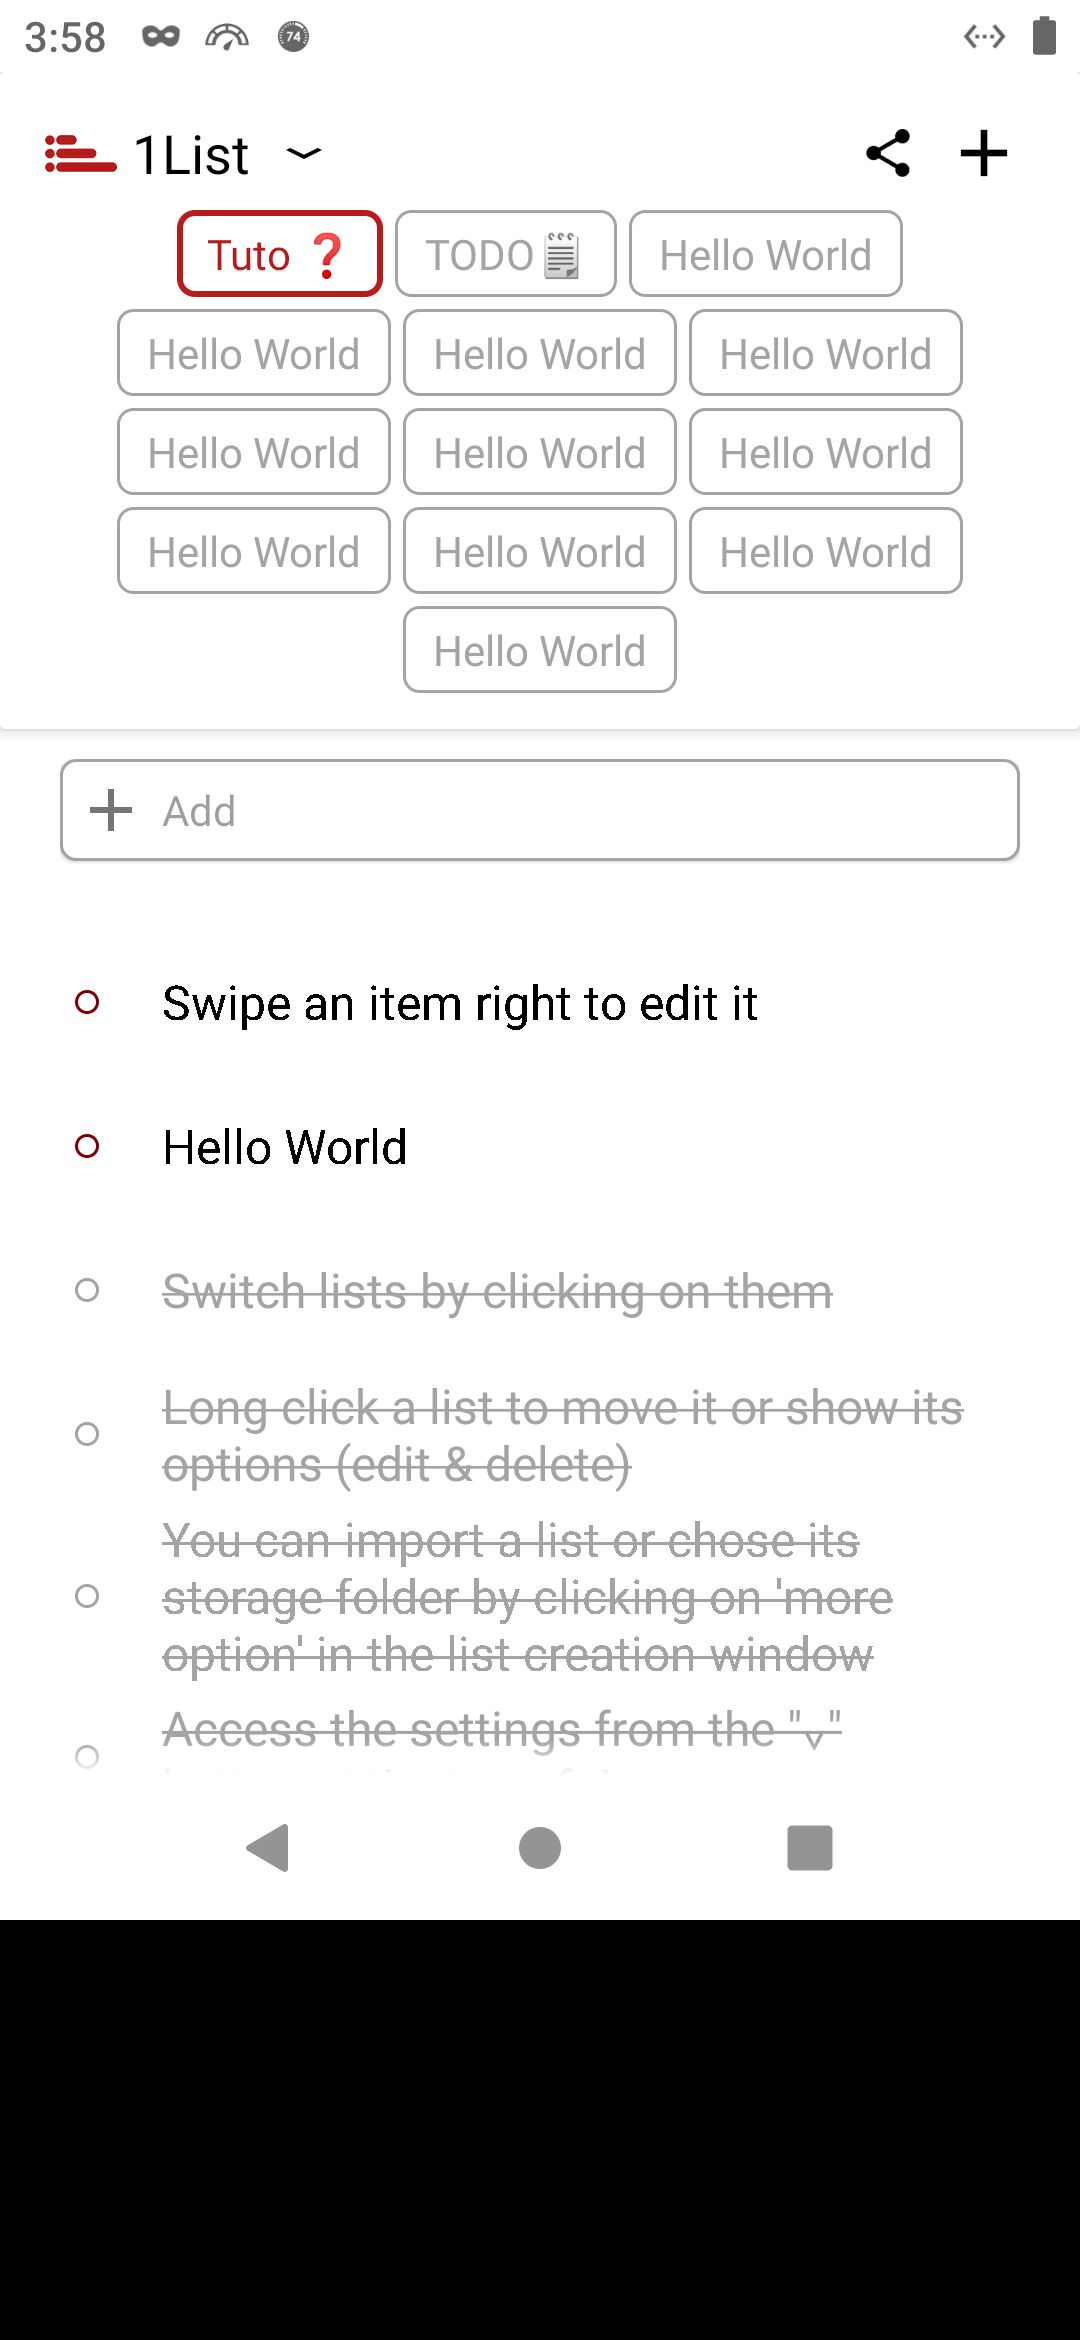 3:58
74
1List
Tuto ❓ TODO🗒 Hello World
Hello World Hello World Hello World
Hello World Hello World Hello World
Hello World Hello World Hello World
Hello World
Add
Swipe an item right to edit it
Hello World
Switch lists by clicking on them
Long click a list to move it or show its
options (edit & delete)
You can import a list or chose its
storage folder by clicking on 'more
option' in the list creation window
Access the settings from the "⌵"